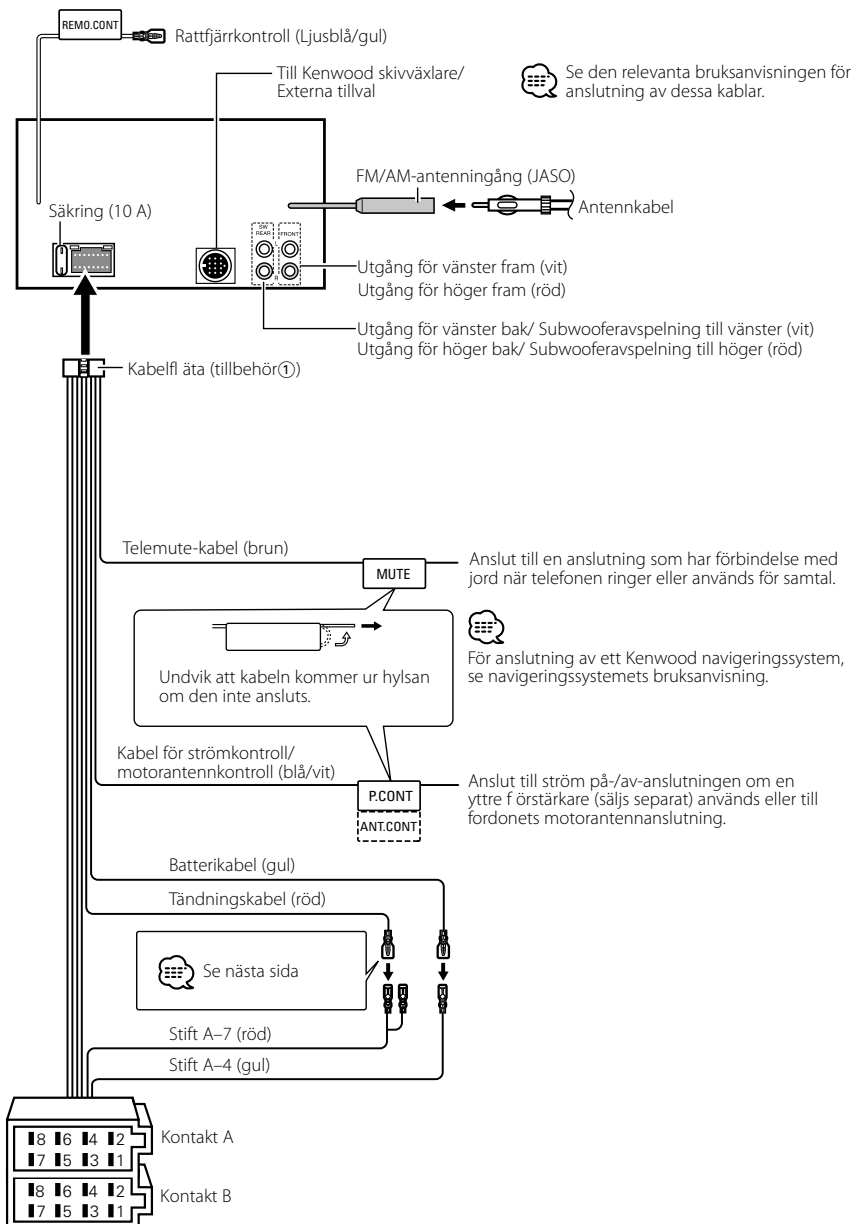 REMO.CONT
Rattfjärrkontroll (Ljusblå/gul)
Till Kenwood skivväxlare/
Externa tillval
Se den relevanta bruksanvisningen för
anslutning av dessa kablar.
FM/AM-antenningång (JASO)
Säkring (10 A)
Antennkabel
SW
REAR
FRONT
L
R
Utgång för vänster fram (vit)
Utgång för höger fram (röd)
Utgång för vänster bak/ Subwooferavspelning till vänster (vit)
Utgång för höger bak/ Subwooferavspelning till höger (röd)
Kabelfl äta (tillbehör①)
Telemute-kabel (brun)
MUTE
Anslut till en anslutning som har förbindelse med
jord när telefonen ringer eller används för samtal.
Undvik att kabeln kommer ur hylsan
om den inte ansluts.
För anslutning av ett Kenwood navigeringssystem,
se navigeringssystemets bruksanvisning.
Kabel för strömkontroll/
motorantennkontroll (blå/vit)
P.CONT
ANT.CONT
Anslut till ström på-/av-anslutningen om en
yttre f örstärkare (säljs separat) används eller till
fordonets motorantennanslutning.
Batterikabel (gul)
Tändningskabel (röd)
Se nästa sida
Stift A–7 (röd)
Stift A–4 (gul)
8 6 4 2
7 5 3 1
Kontakt A
8 6 4 2
7 5 3 1
Kontakt B